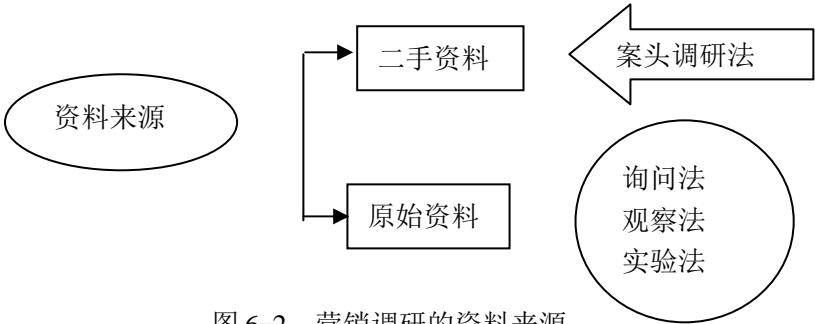 二手资料
案头调研法
资料来源
询问法
原始资料
观察法
实验法
图 6-2 营销调研的资料来源